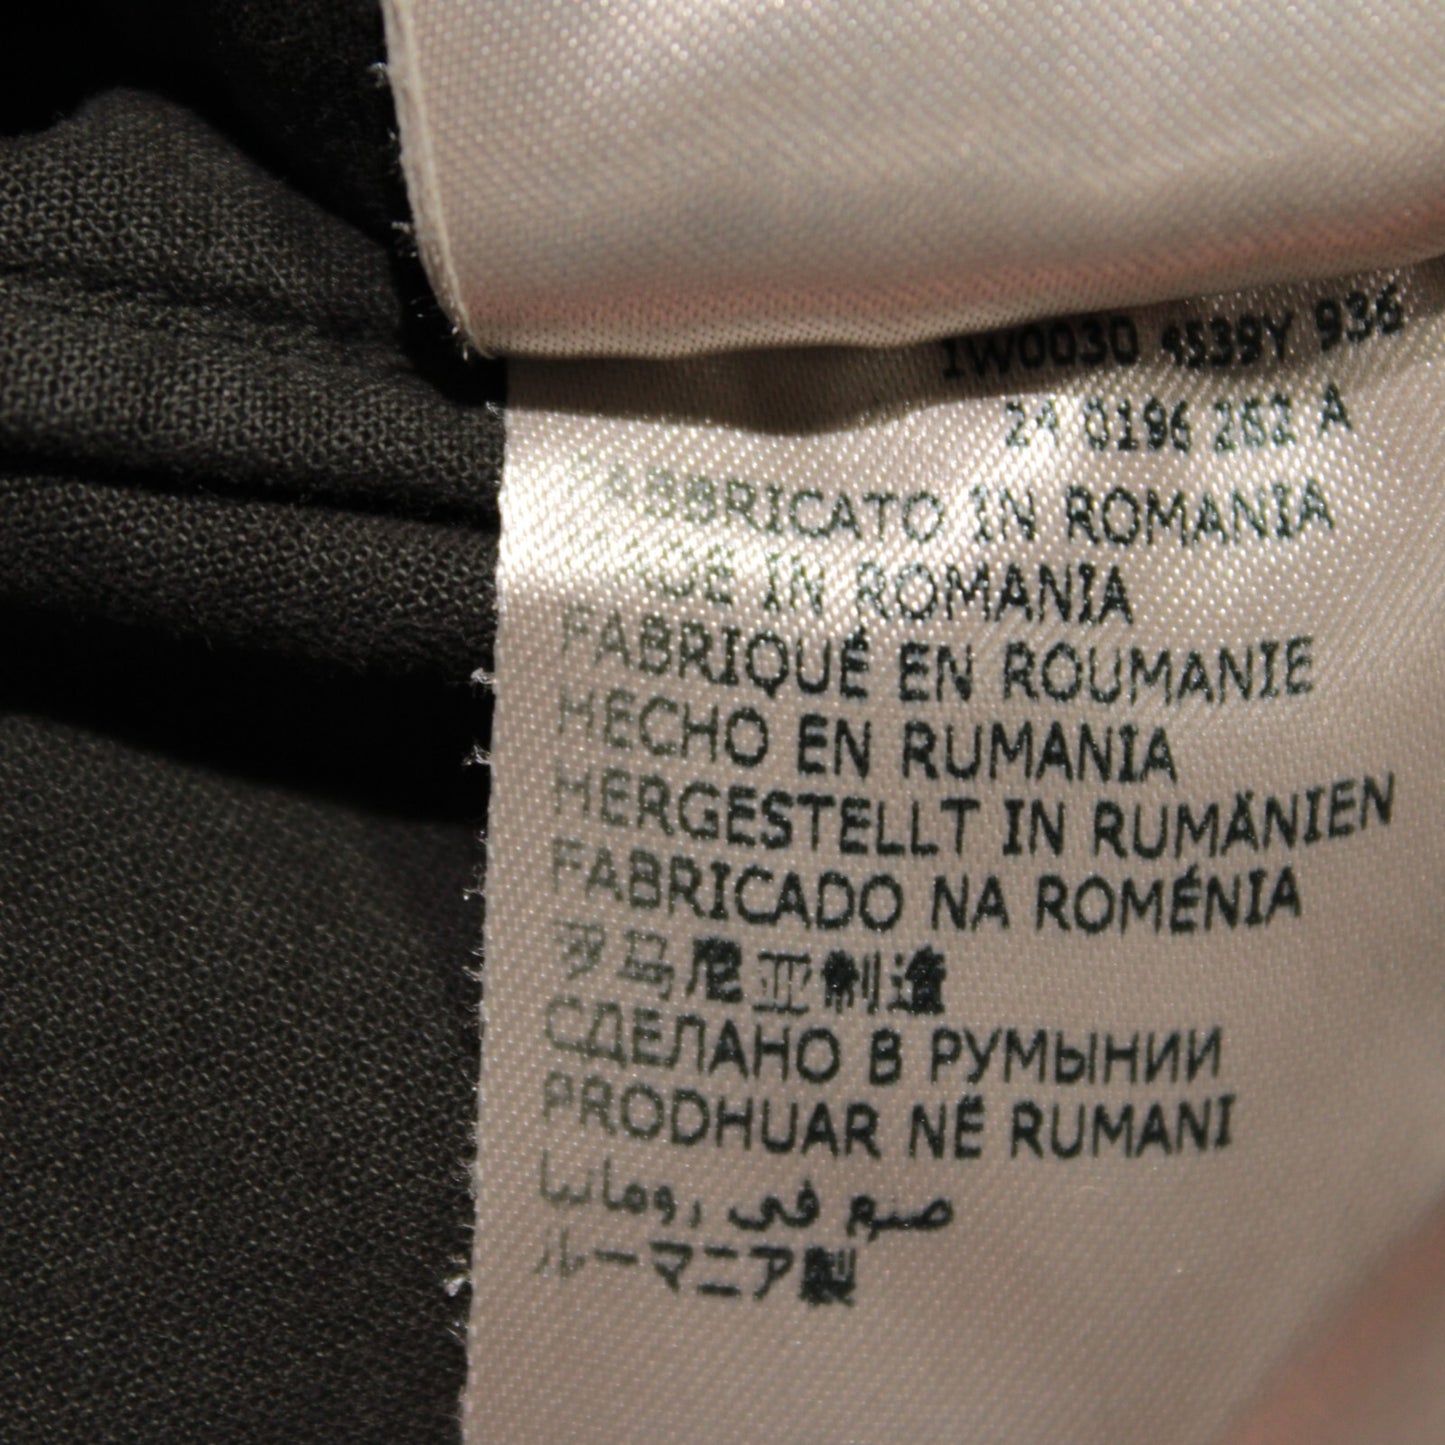 1W0030 4539Y 936
24 0196 262 A
FABBRICATO IN ROMANIA
MADE IN ROMANIA
FABRIQUÉ EN ROUMANIE
HECHO EN RUMANIA
HERGESTELLT IN RUMÄNIEN
FABRICADO NA ROMÉNIA
罗马尼亚制造
СДЕЛАНО В РУМЫНИИ
PRODHUAR NË RUMANI
صنع في رومانيا
ルーマニア製